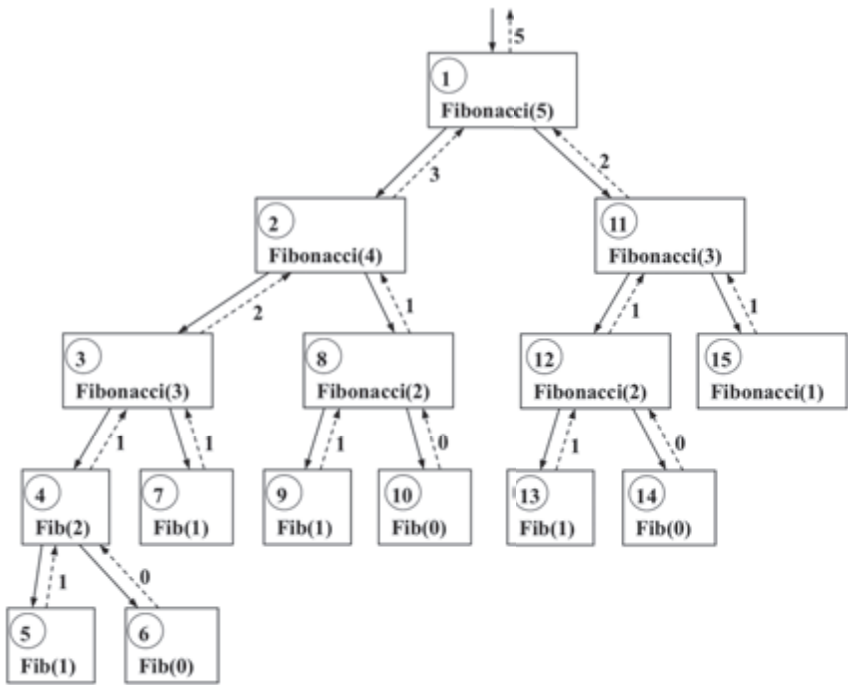 5
1
Fibonacci(5)
3
2
2
Fibonacci(4)
11
Fibonacci(3)
2
1
1
1
3
Fibonacci(3)
8
Fibonacci(2)
12
Fibonacci(2)
15
Fibonacci(1)
1
1
1
0
1
0
4
Fib(2)
7
Fib(1)
9
Fib(1)
10
Fib(0)
13
Fib(1)
14
Fib(0)
1
0
5
Fib(1)
6
Fib(0)